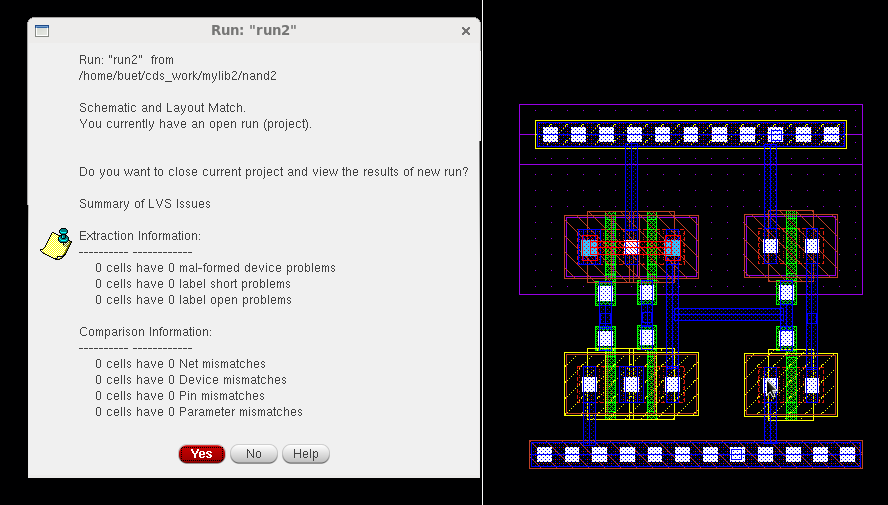 Run: "run2"
Run: "run2"  from
/home/buet/cds_work/mylib2/nand2
Schematic and Layout Match.
You currently have an open run (project).
Do you want to close current project and view the results of new run?
Summary of LVS Issues
Extraction Information:
---------- ------------
0 cells have 0 mal-formed device problems
0 cells have 0 label short problems
0 cells have 0 label open problems
Comparison Information:
---------- ------------
0 cells have 0 Net mismatches
0 cells have 0 Device mismatches
0 cells have 0 Pin mismatches
0 cells have 0 Parameter mismatches
Yes No Help